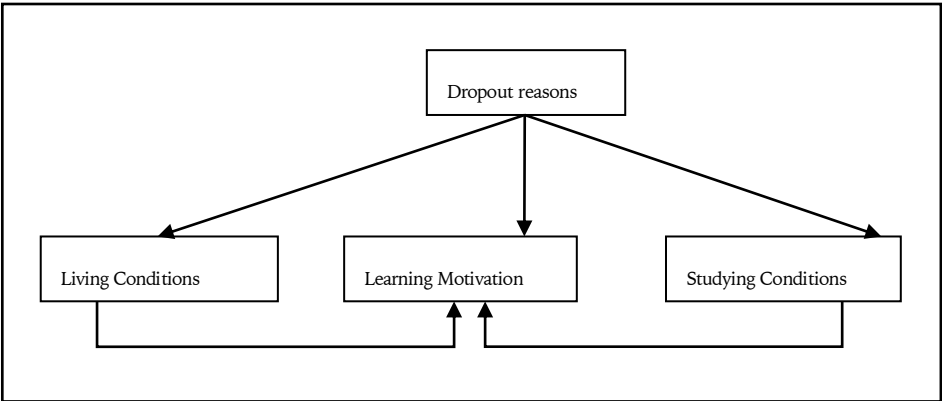 Dropout reasons
Living Conditions
Learning Motivation
Studying Conditions